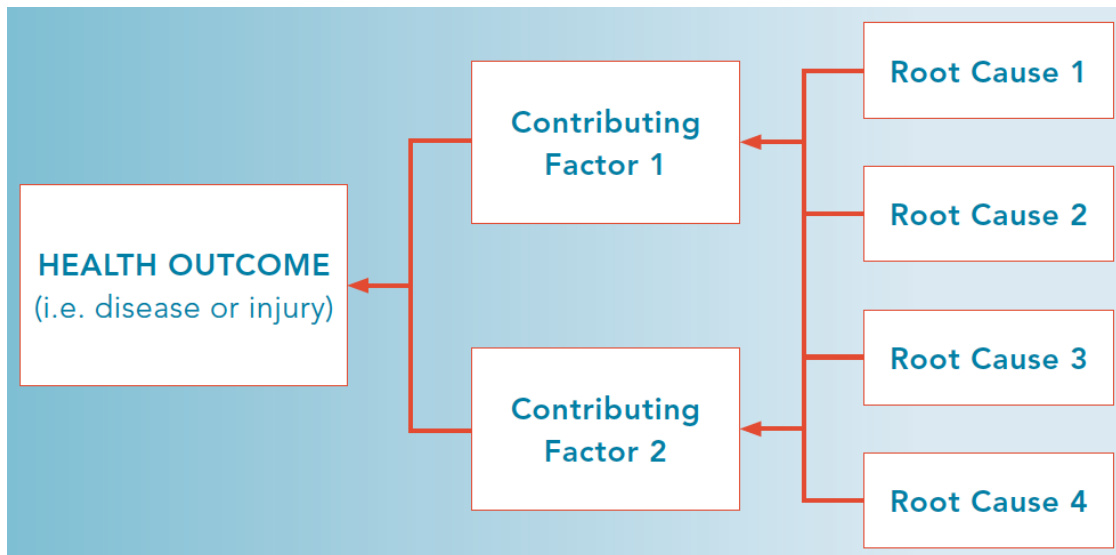 HEALTH OUTCOME
(i.e. disease or injury)
Contributing
Factor 1
Contributing
Factor 2
Root Cause 1
Root Cause 2
Root Cause 3
Root Cause 4